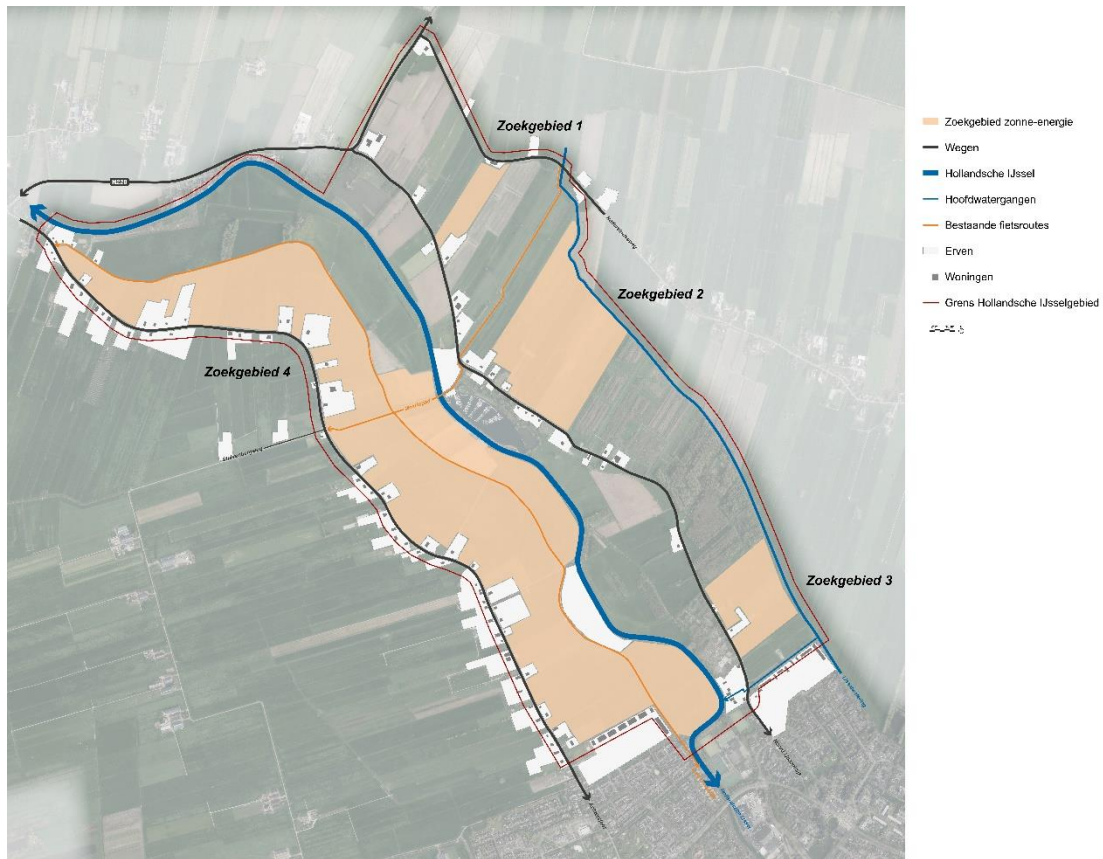 Zoekgebied 1
Zoekgebied 2
Zoekgebied 3
Zoekgebied 4
N228
Zoekgebied zonne-energie
Wegen
Hollandsche IJssel
Hoofdwatergangen
Bestaande fietsroutes
Erven
Woningen
Grens Hollandsche IJsselgebied